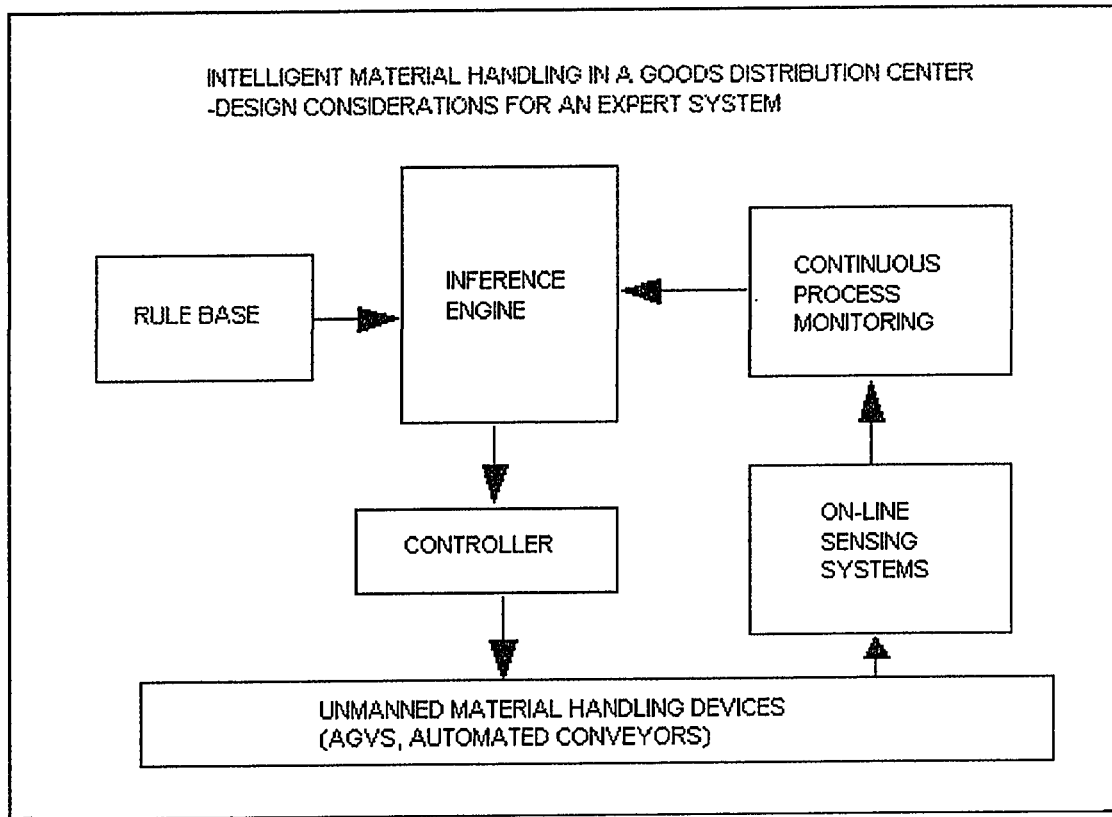 INTELLIGENT MATERIAL HANDLING IN A GOODS DISTRIBUTION CENTER
-DESIGN CONSIDERATIONS FOR AN EXPERT SYSTEM
RULE BASE
INFERENCE
ENGINE
CONTINUOUS
PROCESS
MONITORING
CONTROLLER
ON-LINE
SENSING
SYSTEMS
UNMANNED MATERIAL HANDLING DEVICES
(AGVS, AUTOMATED CONVEYORS)